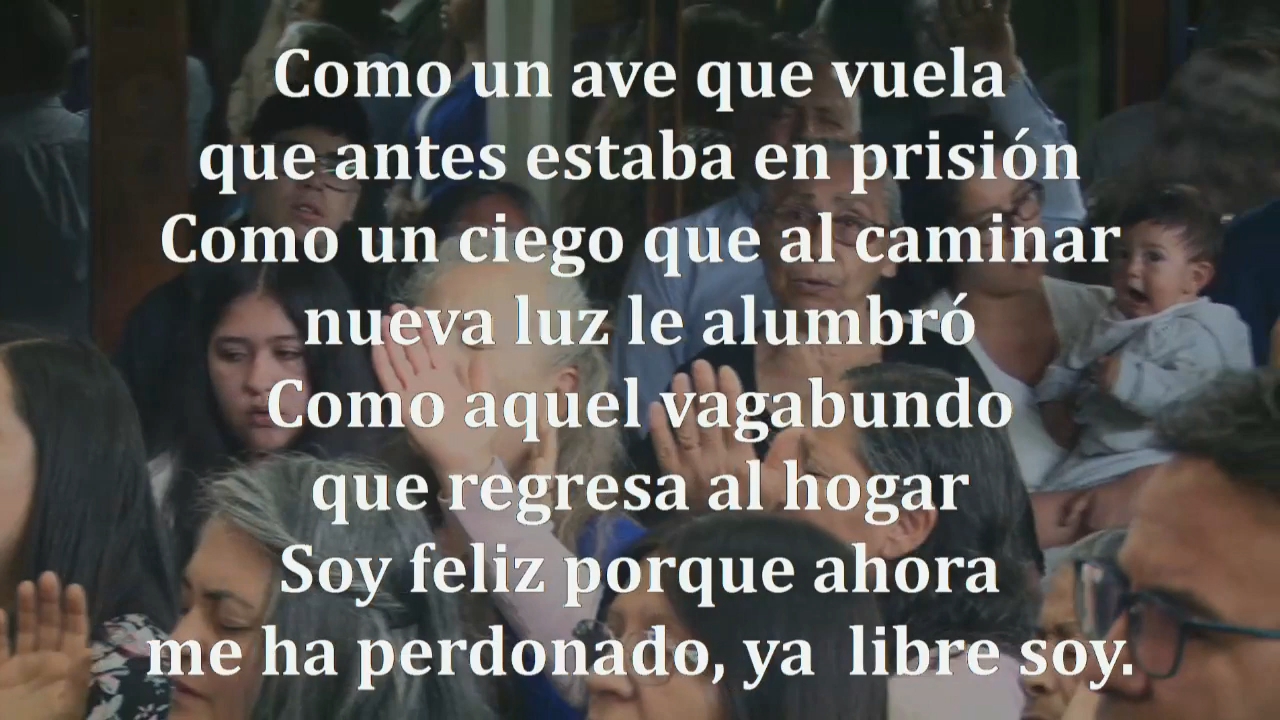 Como un ave que vuela
que antes estaba en prisión
Como un ciego que al caminar
nueva luz le alumbró
Como aquel vagabundo
que regresa al hogar
Soy feliz porque ahora
me ha perdonado, ya  libre soy.